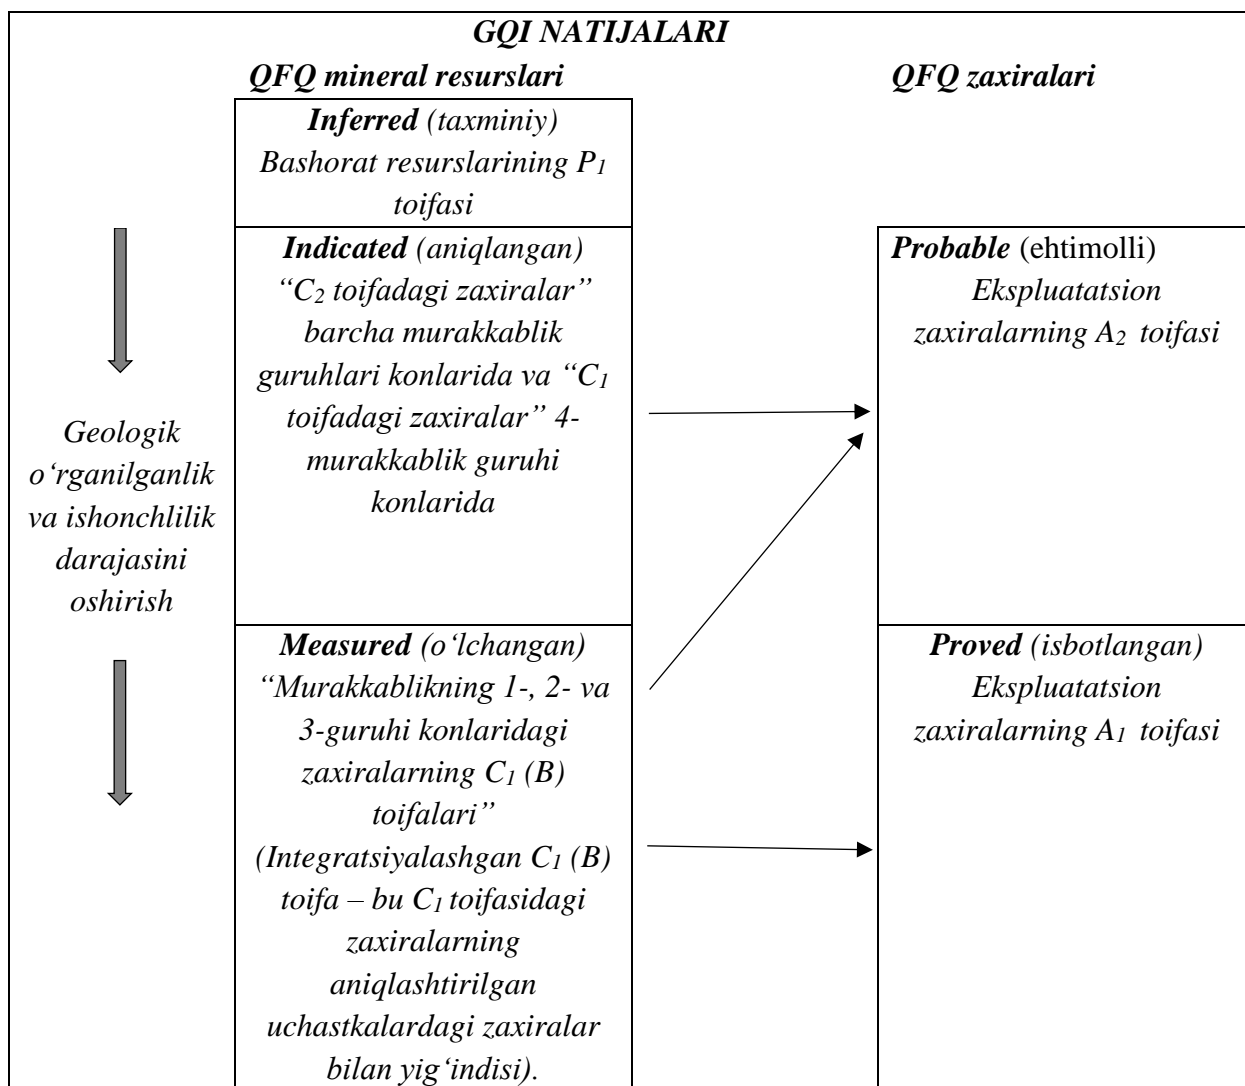 GQI NATIJALARI
QFQ mineral resurslari
QFQ zaxiralari
Inferred (taxminiy)
Bashorat resurslarining P1
toifasi
Indicated (aniqlangan)
“C2 toifadagi zaxiralar”
barcha murakkablik
guruhlari konlarida va “C1
toifadagi zaxiralar” 4-
murakkablik guruhi
konlarida
Probable (ehtimolli)
Ekspluatatsion
zaxiralarning A2 toifasi
Geologik
o‘rganilganlik
va ishonchlilik
darajasini
oshirish
Measured (o‘lchangan)
“Murakkablikning 1-, 2- va
3-guruhi konlaridagi
zaxiralarning C1 (B)
toifalari”
(Integratsiyalashgan C1 (B)
toifa – bu C1 toifasidagi
zaxiralarning
aniqlashtirilgan
uchastkalardagi zaxiralar
bilan yig‘indisi).
Proved (isbotlangan)
Ekspluatatsion
zaxiralarning A1 toifasi